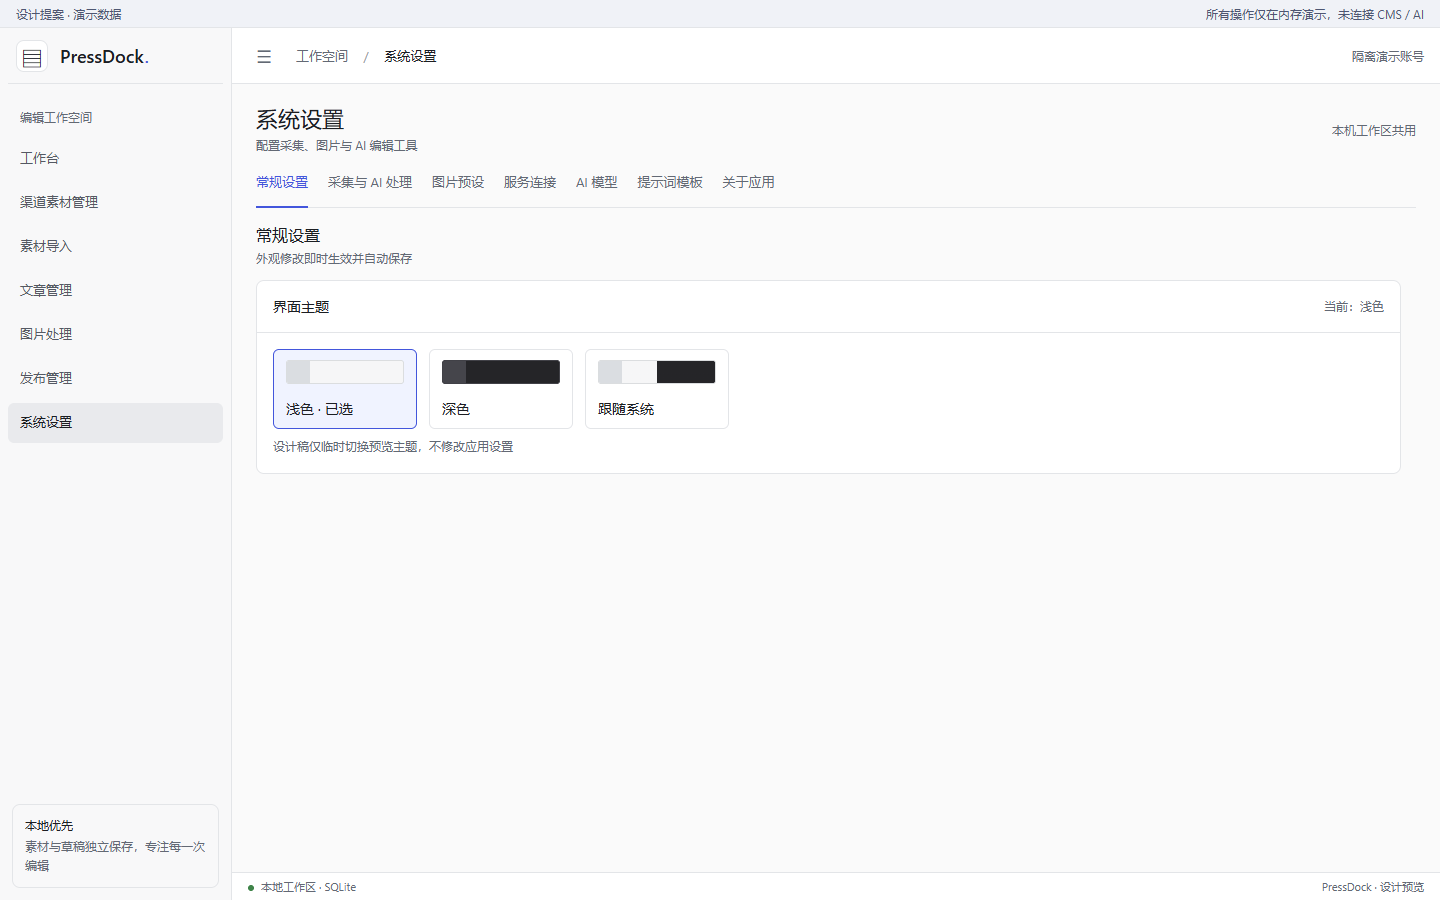 设计提案 · 演示数据
所有操作仅在内存演示，未连接 CMS / AI
PressDock.
工作空间 / 系统设置
隔离演示账号
编辑工作空间
工作台
渠道素材管理
素材导入
文章管理
图片处理
发布管理
系统设置
本地优先
素材与草稿独立保存，专注每一次
编辑
系统设置
配置采集、图片与 AI 编辑工具
本机工作区共用
常规设置 采集与 AI 处理 图片预设 服务连接 AI 模型 提示词模板 关于应用
常规设置
外观修改即时生效并自动保存
界面主题
当前：浅色
浅色 · 已选
深色
跟随系统
设计稿仅临时切换预览主题，不修改应用设置
本地工作区 · SQLite
PressDock · 设计预览